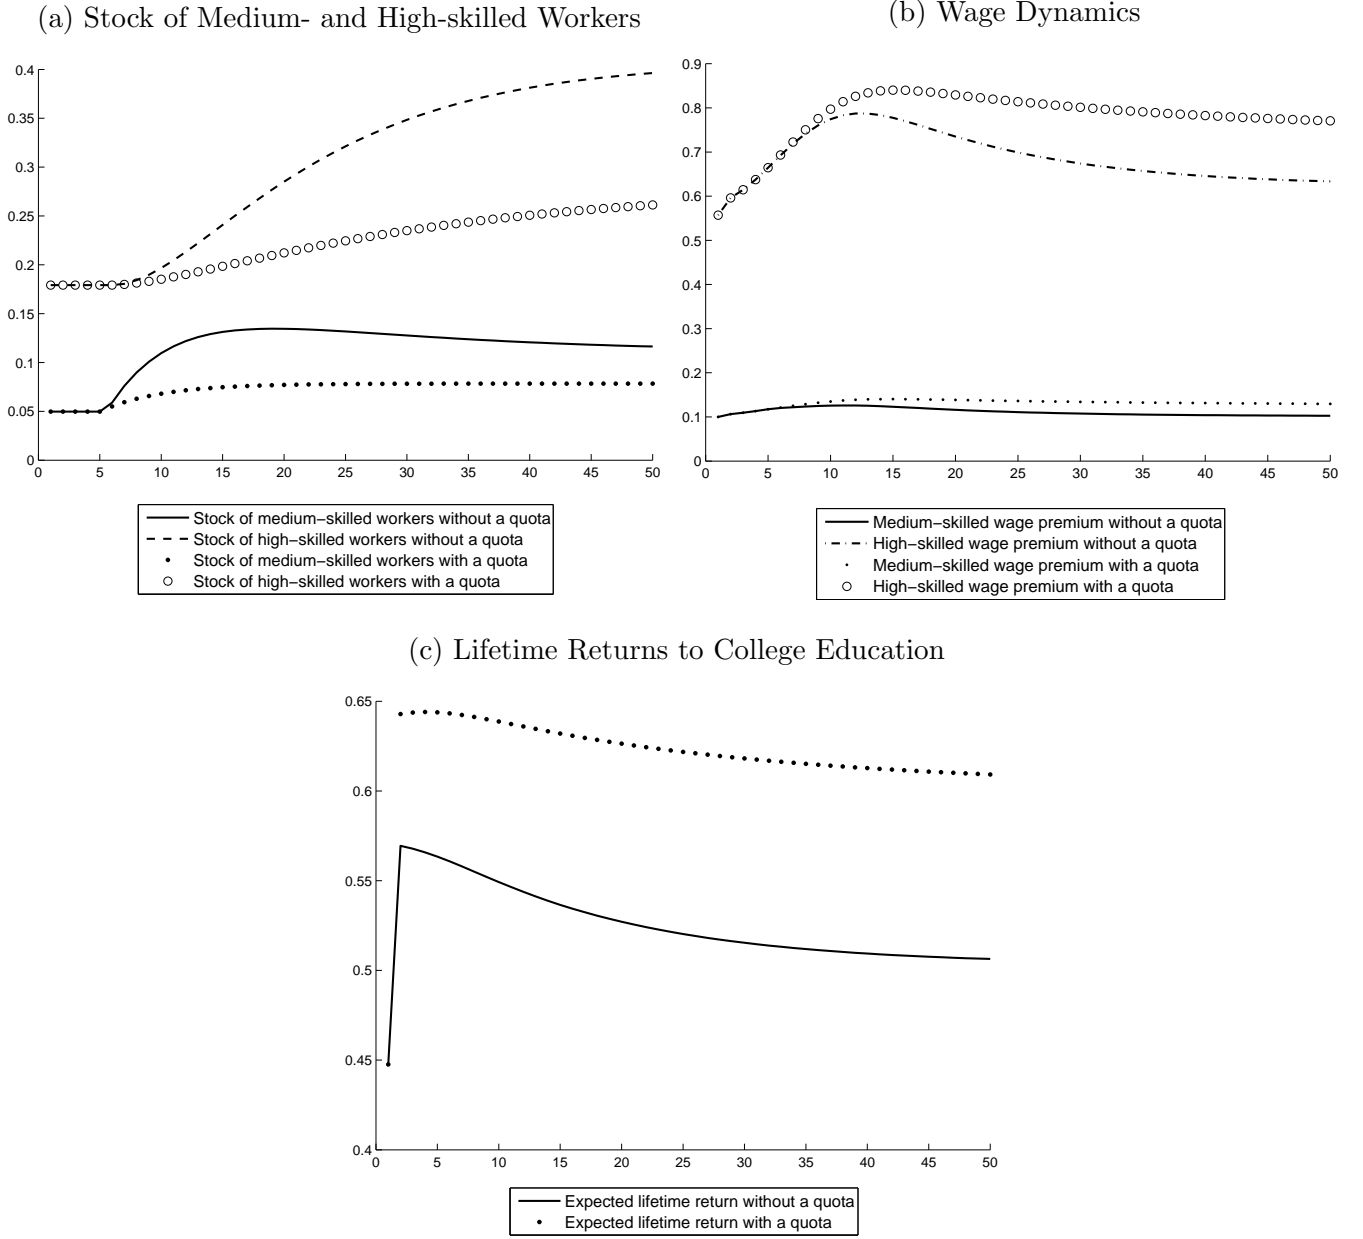 (a) Stock of Medium- and High-skilled Workers
0.4
0.35
0.3
0.25
0.2
0.15
0.1
0.05
0
0 5 10 15 20 25 30 35 40 45 50
Stock of medium−skilled workers without a quota
Stock of high−skilled workers without a quota
Stock of medium−skilled workers with a quota
Stock of high−skilled workers with a quota
(b) Wage Dynamics
0.9
0.8
0.7
0.6
0.5
0.4
0.3
0.2
0.1
0
0 5 10 15 20 25 30 35 40 45 50
Medium−skilled wage premium without a quota
High−skilled wage premium without a quota
Medium−skilled wage premium with a quota
High−skilled wage premium with a quota
(c) Lifetime Returns to College Education
0.65
0.6
0.55
0.5
0.45
0.4
0 5 10 15 20 25 30 35 40 45 50
Expected lifetime return without a quota
Expected lifetime return with a quota